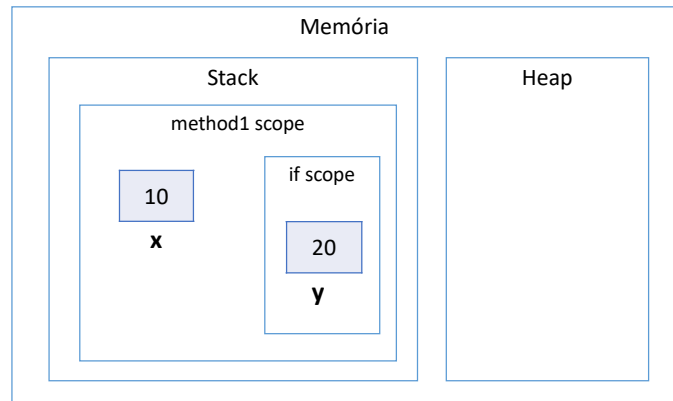 Memória
Stack
Heap
method1 scope
if scope
10
x
20
y